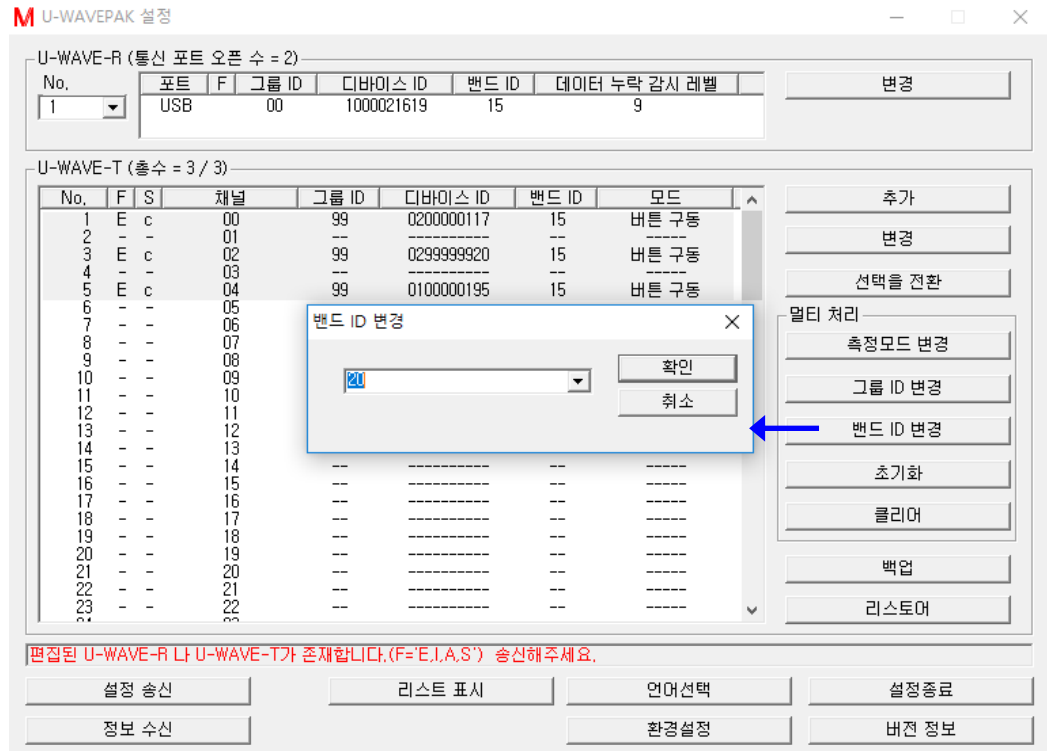 M U-WAVEPAK 설정
U-WAVE-R (통신 포트 오픈 수 = 2)
No. 포트 F 그룹 ID 디바이스 ID 밴드 ID 데이터 누락 감시 레벨 변경
1 USB 00 1000021619 15 9
U-WAVE-T (총수 = 3 / 3)
No. F S 채널 그룹 ID 디바이스 ID 밴드 ID 모드 추가
1 E c 00 99 0200000117 15 버튼 구동
2 - - 01 -- ---------- -- ----- 변경
3 E c 02 99 0299999920 15 버튼 구동
4 - - 03 -- ---------- -- ----- 선택을 전환
5 E c 04 99 0100000195 15 버튼 구동
6 - - 05 밴드 ID 변경 멀티 처리
7 - - 06
8 - - 07 측정모드 변경
9 - - 08 확인
10 - - 09 20 그룹 ID 변경
11 - - 10 취소
12 - - 11
13 - - 12 밴드 ID 변경
14 - - 13
15 - - 14 -- ---------- -- ----- 초기화
16 - - 15 -- ---------- -- -----
17 - - 16 -- ---------- -- -----
18 - - 17 -- ---------- -- ----- 클리어
19 - - 18 -- ---------- -- -----
20 - - 19 -- ---------- -- -----
21 - - 20 -- ---------- -- ----- 백업
22 - - 21 -- ---------- -- -----
23 - - 22 -- ---------- -- ----- 리스토어
편집된 U-WAVE-R 나 U-WAVE-T가 존재합니다.(F='E,I,A,S') 송신해주세요.
설정 송신 리스트 표시 언어선택 설정종료
정보 수신 환경설정 버전 정보